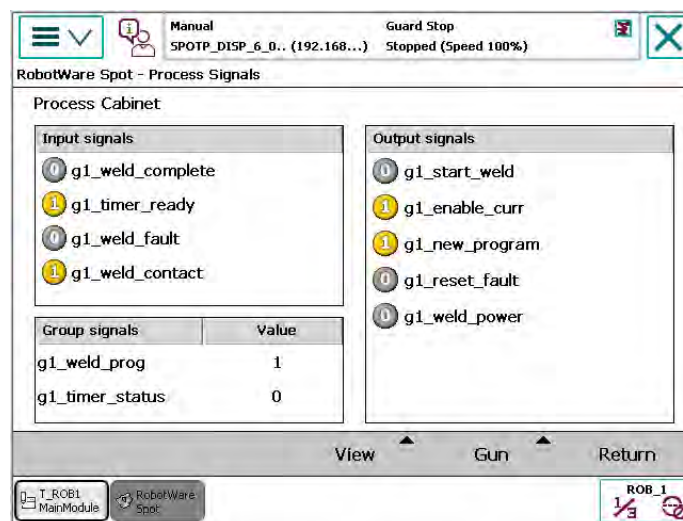 Manual
Guard Stop
SPOTP_DISP_6_0.. (192.168...)
Stopped (Speed 100%)
RobotWare Spot - Process Signals
Process Cabinet
Input signals
0 g1_weld_complete
1 g1_timer_ready
0 g1_weld_fault
1 g1_weld_contact
Group signals
Value
g1_weld_prog
1
g1_timer_status
0
Output signals
0 g1_start_weld
1 g1_enable_curr
1 g1_new_program
0 g1_reset_fault
0 g1_weld_power
View
Gun
Return
T_ROB1
MainModule
RobotWare
Spot
ROB_1
1/3